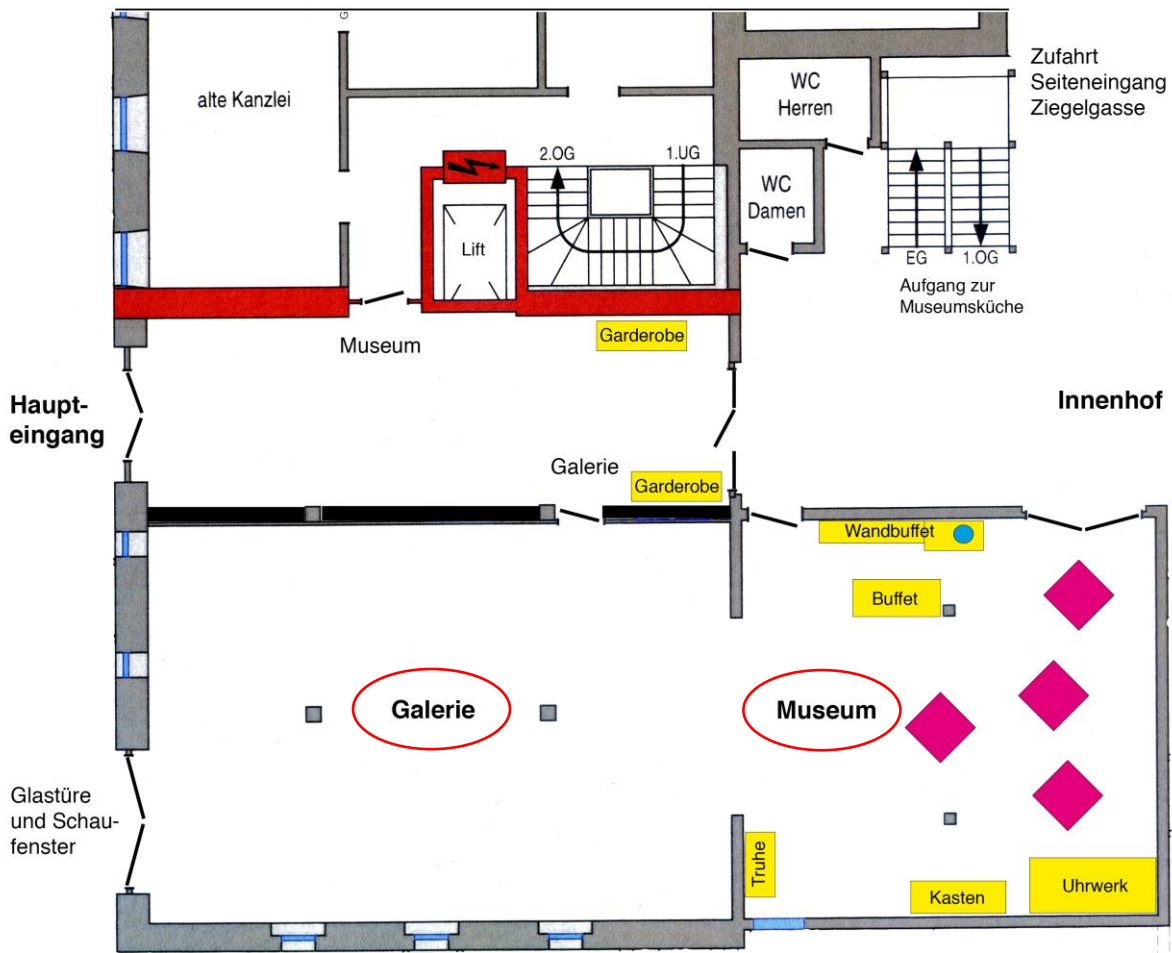 G
alte Kanzlei
WC
Herren
Zufahrt
Seiteneingang
Ziegelgasse
2.OG
1.UG
WC
Damen
Lift
EG
1.OG
Aufgang zur
Museumsküche
Museum
Garderobe
Haupt-
eingang
Innenhof
Galerie
Garderobe
Wandbuffet
Buffet
Galerie
Museum
Glastüre
und Schau-
fenster
Truhe
Kasten
Uhrwerk